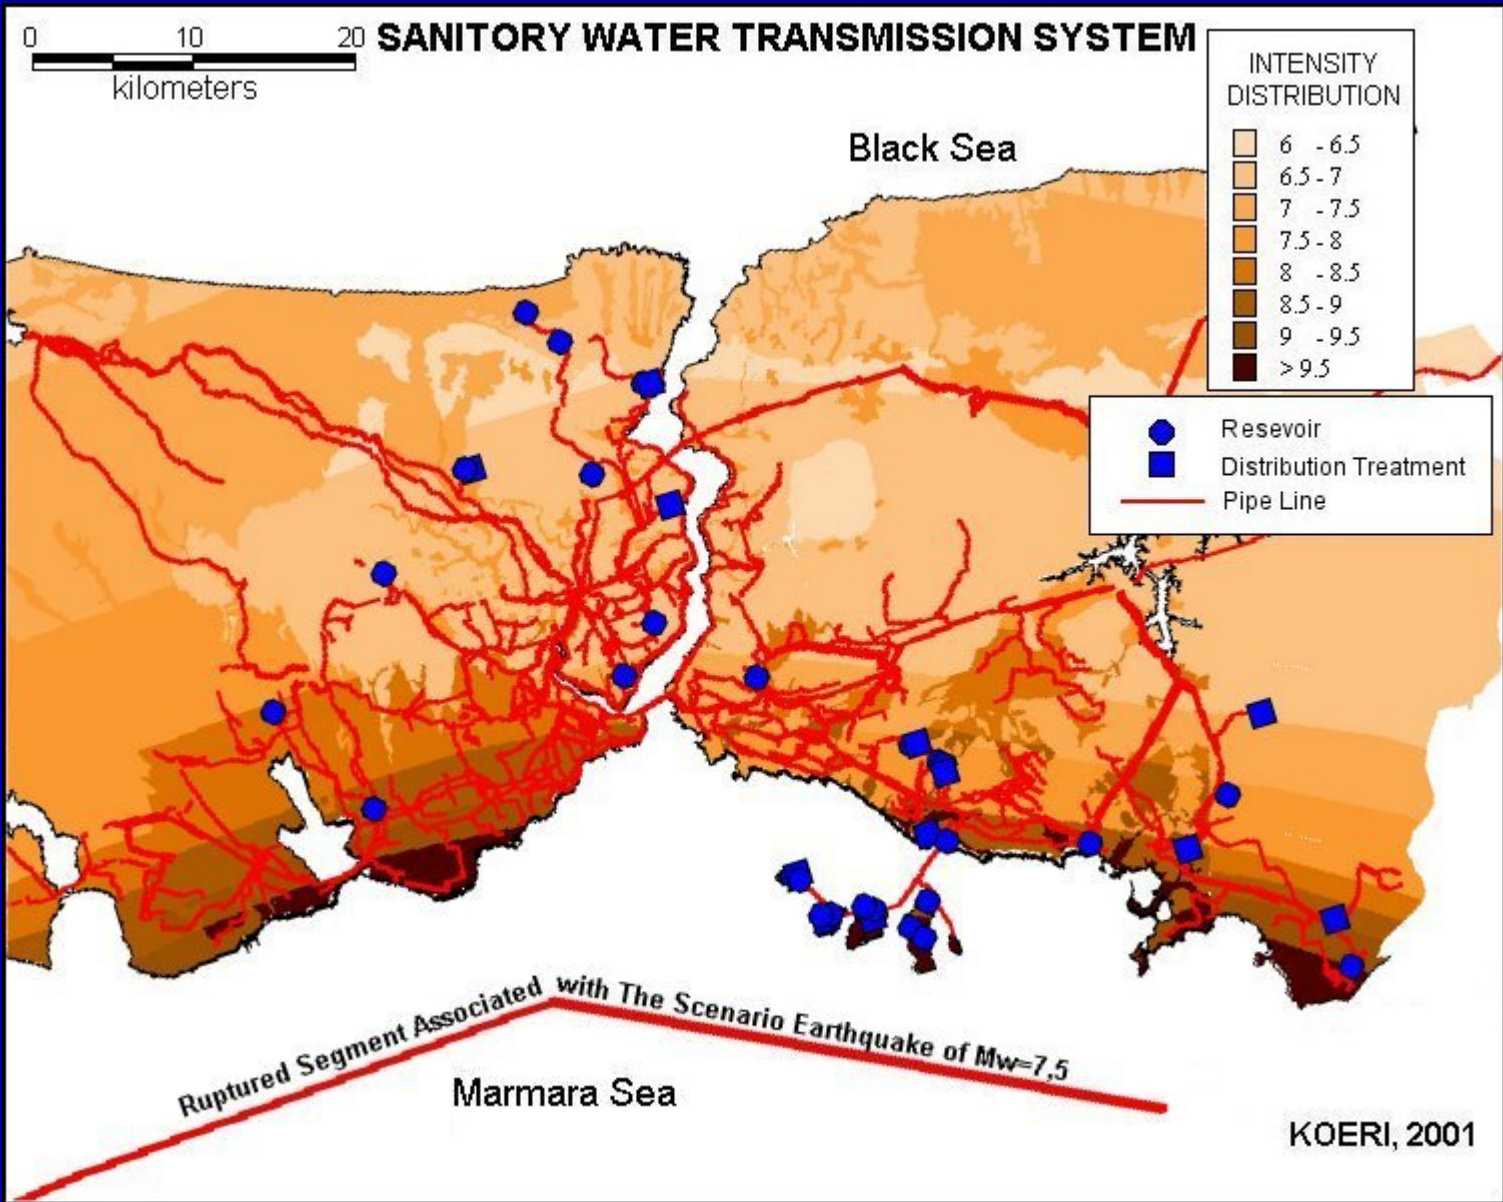 0 10 20
kilometers
SANITORY WATER TRANSMISSION SYSTEM
INTENSITY
DISTRIBUTION
6 - 6.5
6.5 - 7
7 - 7.5
7.5 - 8
8 - 8.5
8.5 - 9
9 - 9.5
> 9.5
Black Sea
Resevoir
Distribution Treatment
Pipe Line
Ruptured Segment Associated with The Scenario Earthquake of Mw=7,5
Marmara Sea
KOERI, 2001